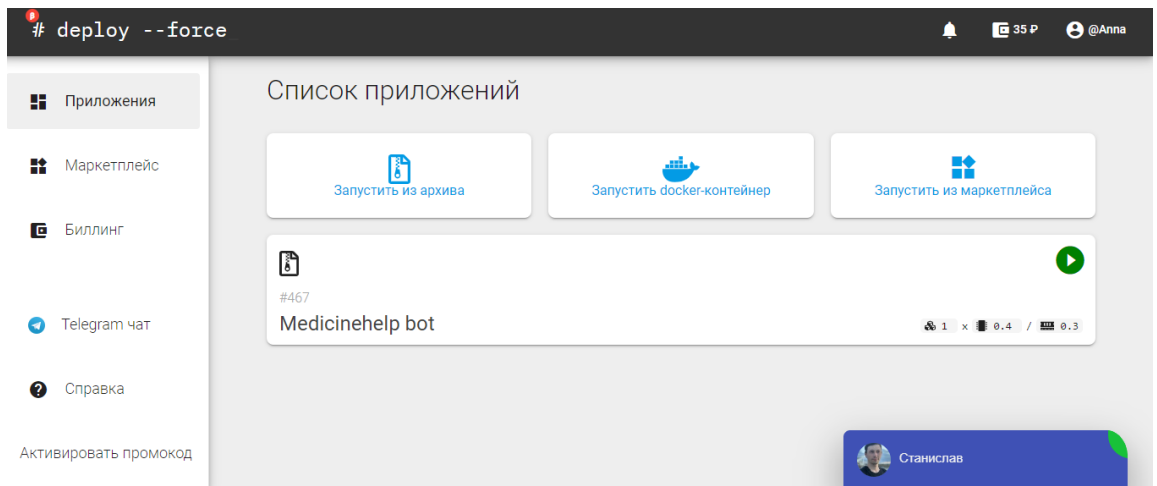 β
# deploy --force
35 ₽
@Anna
Приложения
Маркетплейс
Биллинг
Telegram чат
Справка
Активировать промокод
Список приложений
Запустить из архива
Запустить docker-контейнер
Запустить из маркетплейса
#467
Medicinehelp bot
1 x 0.4 / 0.3
Станислав